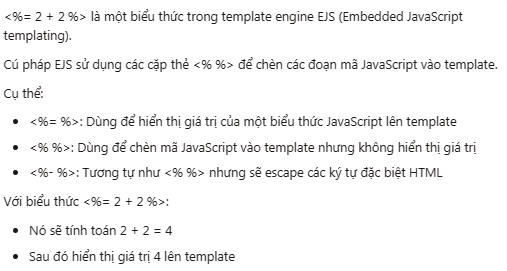 <%= 2 + 2 %> là một biểu thức trong template engine EJS (Embedded JavaScript
templating).
Cú pháp EJS sử dụng các cặp thẻ <% %> để chèn các đoạn mã JavaScript vào template.
Cụ thể:
• <%= %>: Dùng để hiển thị giá trị của một biểu thức JavaScript lên template
• <% %>: Dùng để chèn mã JavaScript vào template nhưng không hiển thị giá trị
• <%- %>: Tương tự như <% %> nhưng sẽ escape các ký tự đặc biệt HTML
Với biểu thức <%= 2 + 2 %>:
• Nó sẽ tính toán 2 + 2 = 4
• Sau đó hiển thị giá trị 4 lên template